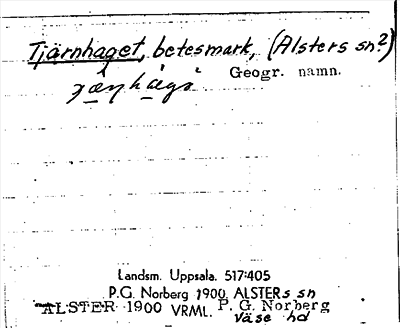 Tjärnhaget, betesmark, (Alsters sn?)
Geogr. namn.
Landsm. Uppsala. 517:405
P.G. Norberg 1900. ALSTERs sn
ALSTER 1900 VRML. P. G. Norberg
Väse hd